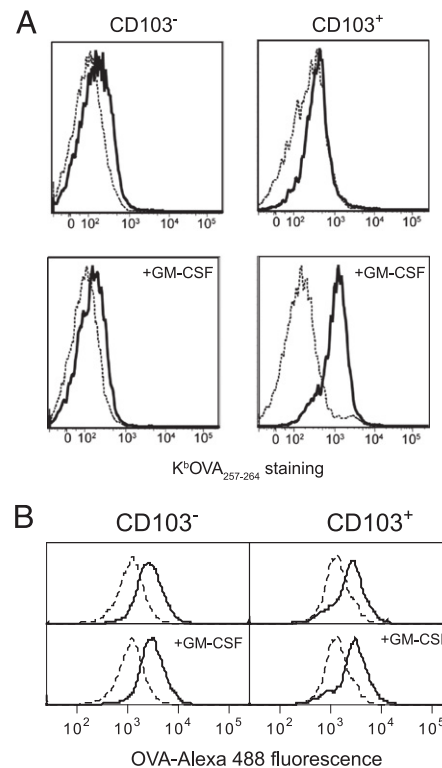 A
CD103⁻ CD103⁺
0 10² 10³ 10⁴ 10⁵ 0 10² 10³ 10⁴ 10⁵
+GM-CSF +GM-CSF
0 10² 10³ 10⁴ 10⁵ 0 10² 10³ 10⁴ 10⁵
KᵇOVA₂₅₇₋₂₆₄ staining
B
CD103⁻ CD103⁺
+GM-CSF +GM-CSF
10² 10³ 10⁴ 10⁵ 10² 10³ 10⁴ 10⁵
OVA-Alexa 488 fluorescence